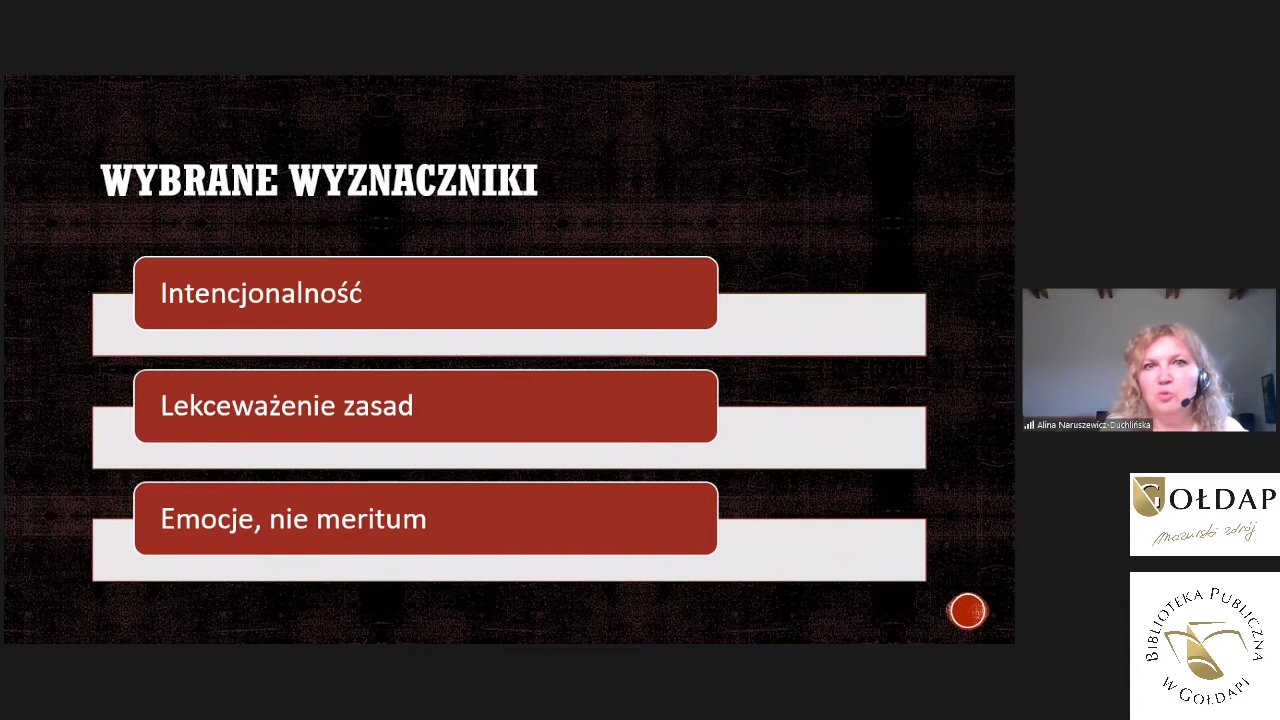 WYBRANE WYZNACZNIKI
Intencjonalność
Lekceważenie zasad
Emocje, nie meritum
Alina Naruszewicz-Duchlińska
GOŁDAP
Mazurski zdrój
BIBLIOTEKA PUBLICZNA
W GOŁDAPI